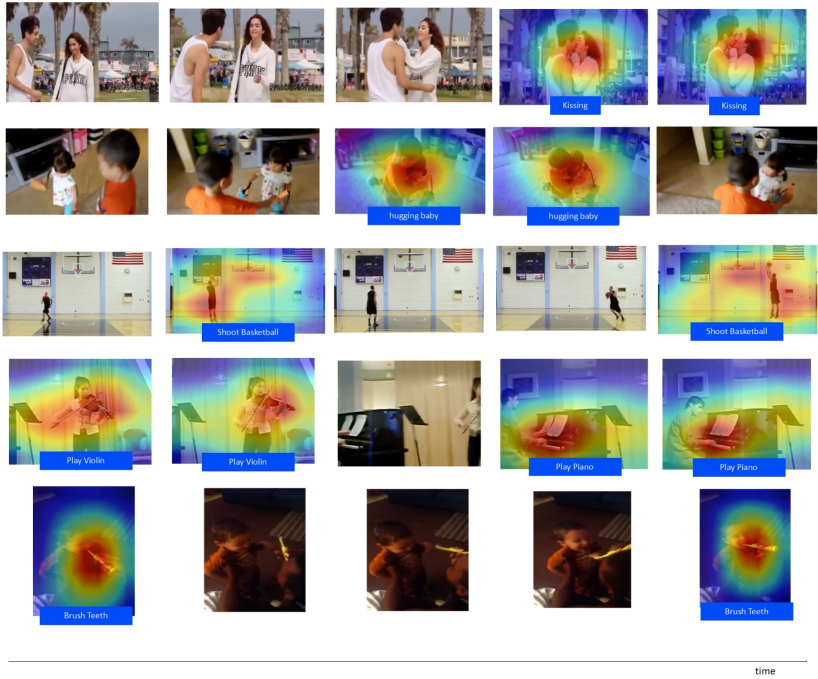 Kissing
Kissing
hugging baby
hugging baby
Shoot Basketball
Shoot Basketball
Play Violin
Play Violin
Play Piano
Play Piano
Brush Teeth
Brush Teeth
time